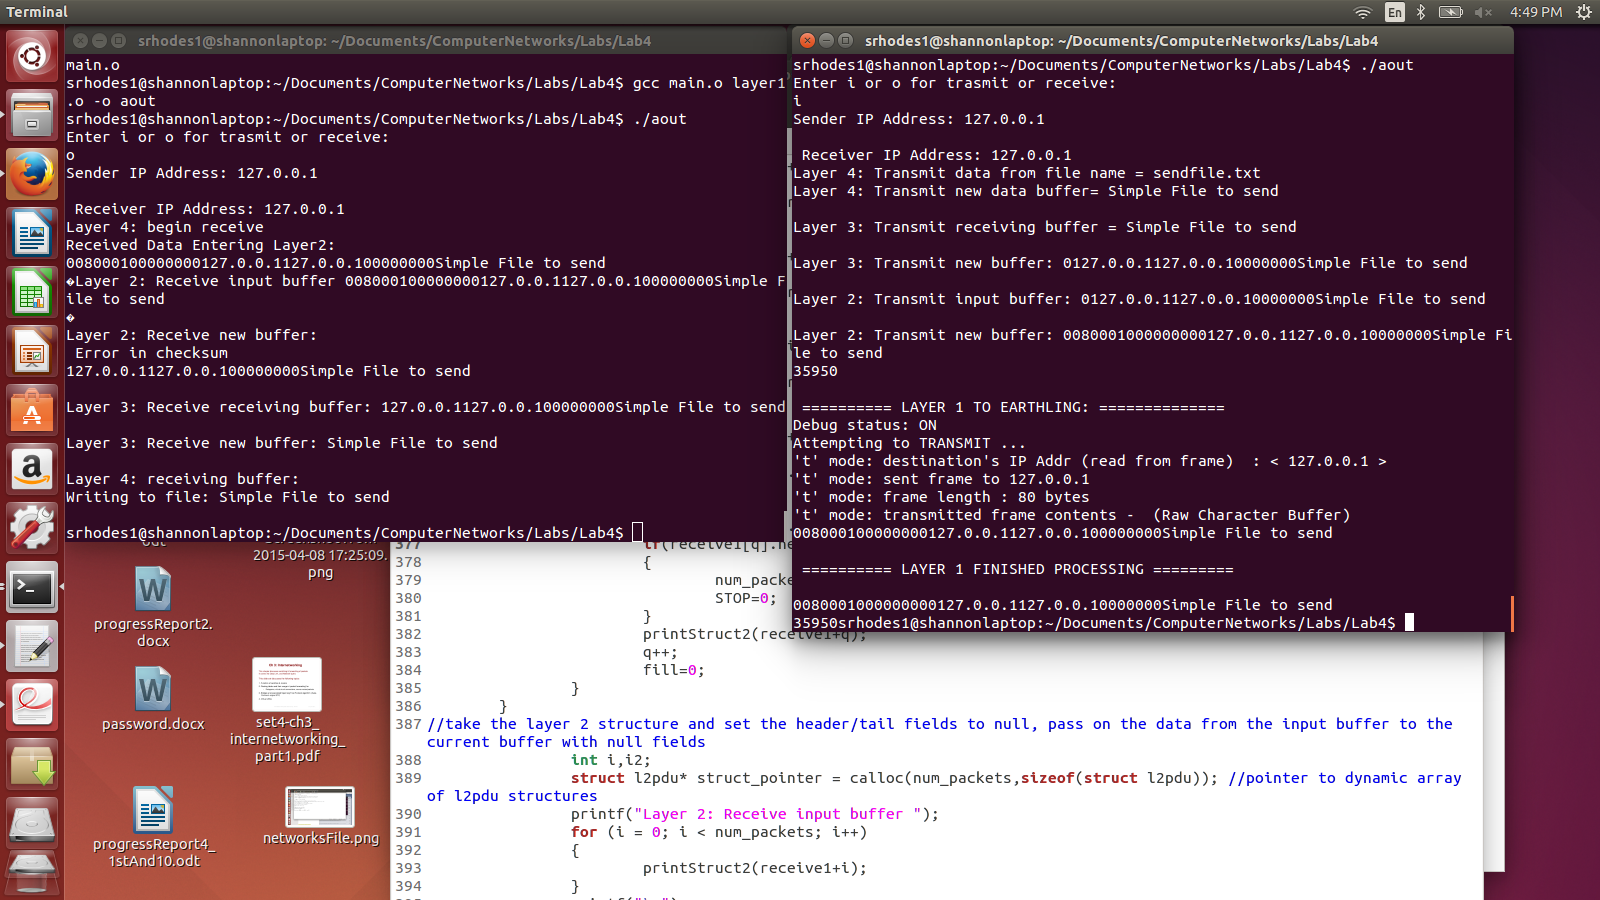 Terminal
En
4:49 PM
srhodes1@shannonlaptop: ~/Documents/ComputerNetworks/Labs/Lab4
main.o
srhodes1@shannonlaptop:~/Documents/ComputerNetworks/Labs/Lab4$ gcc main.o layer1
.o -o aout
srhodes1@shannonlaptop:~/Documents/ComputerNetworks/Labs/Lab4$ ./aout
Enter i or o for trasmit or receive:
o
Sender IP Address: 127.0.0.1
Receiver IP Address: 127.0.0.1
Layer 4: begin receive
Received Data Entering Layer2:
008000100000000127.0.0.1127.0.0.100000000Simple File to send
�Layer 2: Receive input buffer 008000100000000127.0.0.1127.0.0.100000000Simple F
ile to send
�
Layer 2: Receive new buffer:
Error in checksum
127.0.0.1127.0.0.100000000Simple File to send
Layer 3: Receive receiving buffer: 127.0.0.1127.0.0.100000000Simple File to send
Layer 3: Receive new buffer: Simple File to send
Layer 4: receiving buffer:
Writing to file: Simple File to send
srhodes1@shannonlaptop:~/Documents/ComputerNetworks/Labs/Lab4$
srhodes1@shannonlaptop: ~/Documents/ComputerNetworks/Labs/Lab4
srhodes1@shannonlaptop:~/Documents/ComputerNetworks/Labs/Lab4$ ./aout
Enter i or o for trasmit or receive:
i
Sender IP Address: 127.0.0.1
Receiver IP Address: 127.0.0.1
Layer 4: Transmit data from file name = sendfile.txt
Layer 4: Transmit new data buffer= Simple File to send
Layer 3: Transmit receiving buffer = Simple File to send
Layer 3: Transmit new buffer: 0127.0.0.1127.0.0.10000000Simple File to send
Layer 2: Transmit input buffer: 0127.0.0.1127.0.0.10000000Simple File to send
Layer 2: Transmit new buffer: 0080001000000000127.0.0.1127.0.0.10000000Simple Fi
le to send
35950
========== LAYER 1 TO EARTHLING: ==============
Debug status: ON
Attempting to TRANSMIT ...
't' mode: destination's IP Addr (read from frame)  : < 127.0.0.1 >
't' mode: sent frame to 127.0.0.1
't' mode: frame length : 80 bytes
't' mode: transmitted frame contents -  (Raw Character Buffer)
008000100000000127.0.0.1127.0.0.100000000Simple File to send
========== LAYER 1 FINISHED PROCESSING =========
0080001000000000127.0.0.1127.0.0.10000000Simple File to send
35950srhodes1@shannonlaptop:~/Documents/ComputerNetworks/Labs/Lab4$
2015-04-08 17:25:09.
png
progressReport2.
docx
password.docx
set4-ch3_
internetworking_
part1.pdf
progressReport4_
1stAnd10.odt
networksFile.png
377 if(receive1[q].ne
378 {
379 num_packe
380 STOP=0;
381 }
382 printStruct2(receive1+q);
383 q++;
384 fill=0;
385 }
386 }
387 //take the layer 2 structure and set the header/tail fields to null, pass on the data from the input buffer to the
current buffer with null fields
388 int i,i2;
389 struct l2pdu* struct_pointer = calloc(num_packets,sizeof(struct l2pdu)); //pointer to dynamic array
of l2pdu structures
390 printf("Layer 2: Receive input buffer ");
391 for (i = 0; i < num_packets; i++)
392 {
393 printStruct2(receive1+i);
394 }